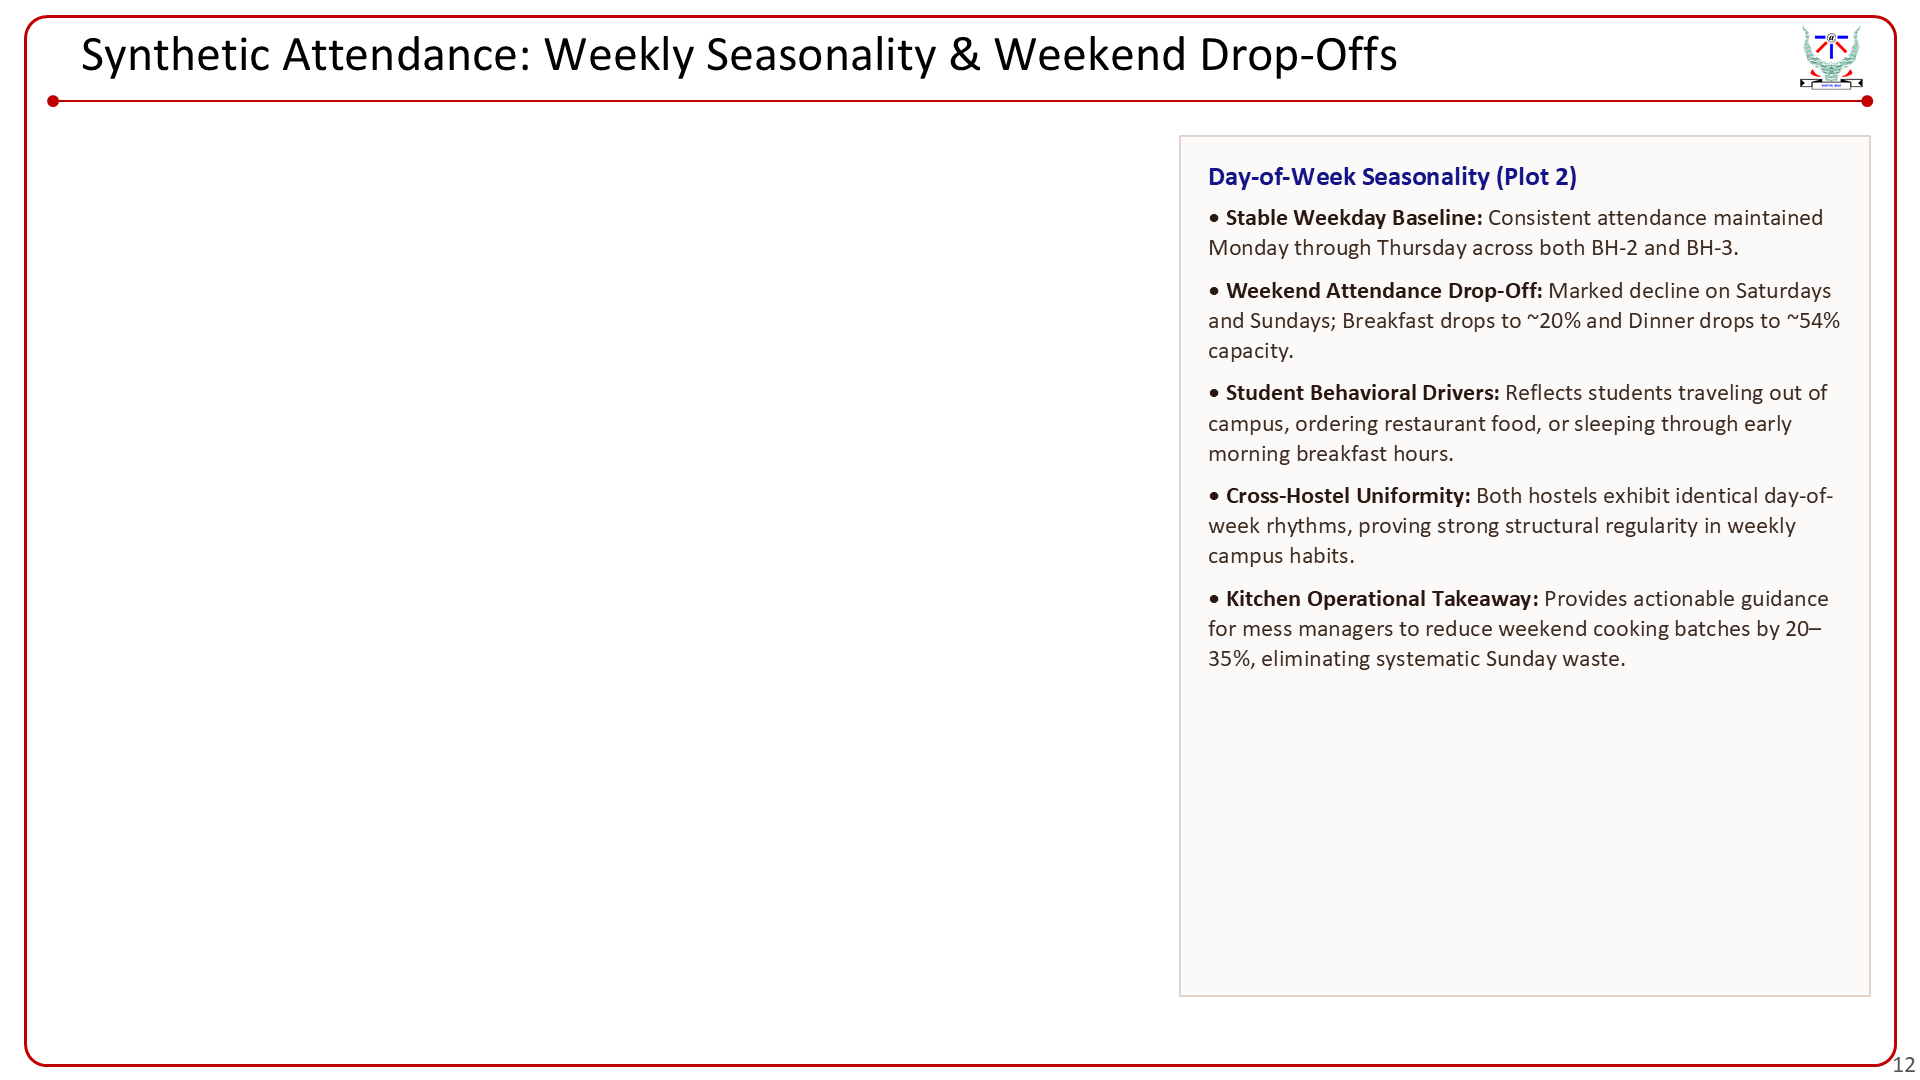 Synthetic Attendance: Weekly Seasonality & Weekend Drop-Offs
Day-of-Week Seasonality (Plot 2)
• Stable Weekday Baseline: Consistent attendance maintained
Monday through Thursday across both BH-2 and BH-3.
• Weekend Attendance Drop-Off: Marked decline on Saturdays
and Sundays; Breakfast drops to ~20% and Dinner drops to ~54%
capacity.
• Student Behavioral Drivers: Reflects students traveling out of
campus, ordering restaurant food, or sleeping through early
morning breakfast hours.
• Cross-Hostel Uniformity: Both hostels exhibit identical day-of-
week rhythms, proving strong structural regularity in weekly
campus habits.
• Kitchen Operational Takeaway: Provides actionable guidance
for mess managers to reduce weekend cooking batches by 20–
35%, eliminating systematic Sunday waste.
12